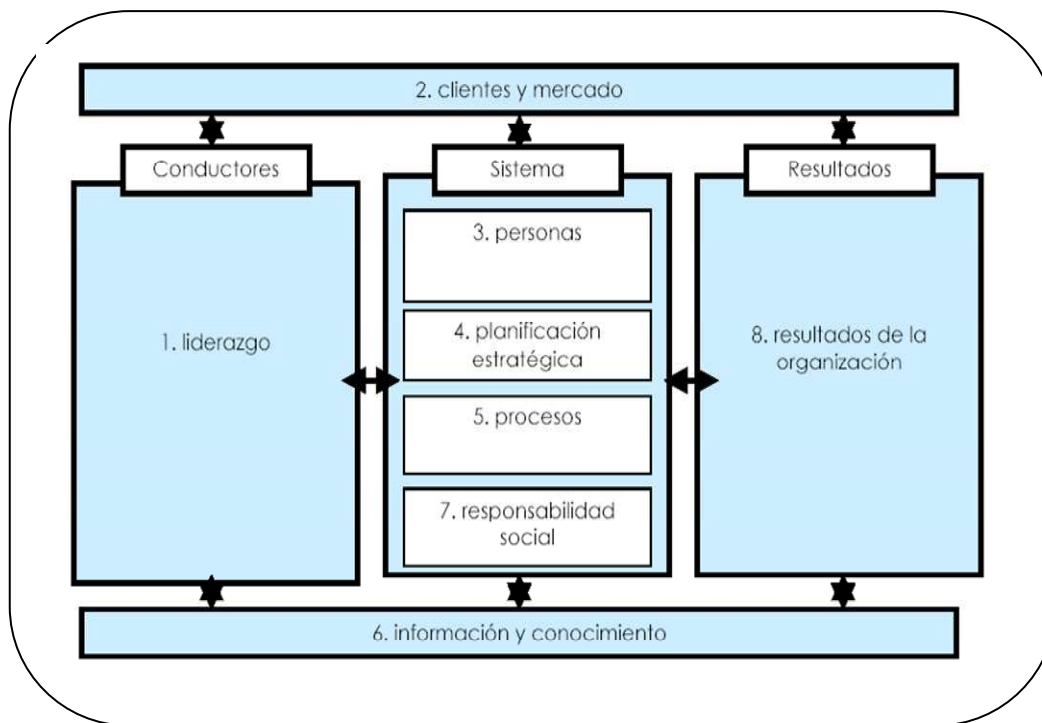 2. clientes y mercado
Conductores
Sistema
Resultados
1. liderazgo
3. personas
4. planificación
estratégica
5. procesos
7. responsabilidad
social
8. resultados de la
organización
6. información y conocimiento